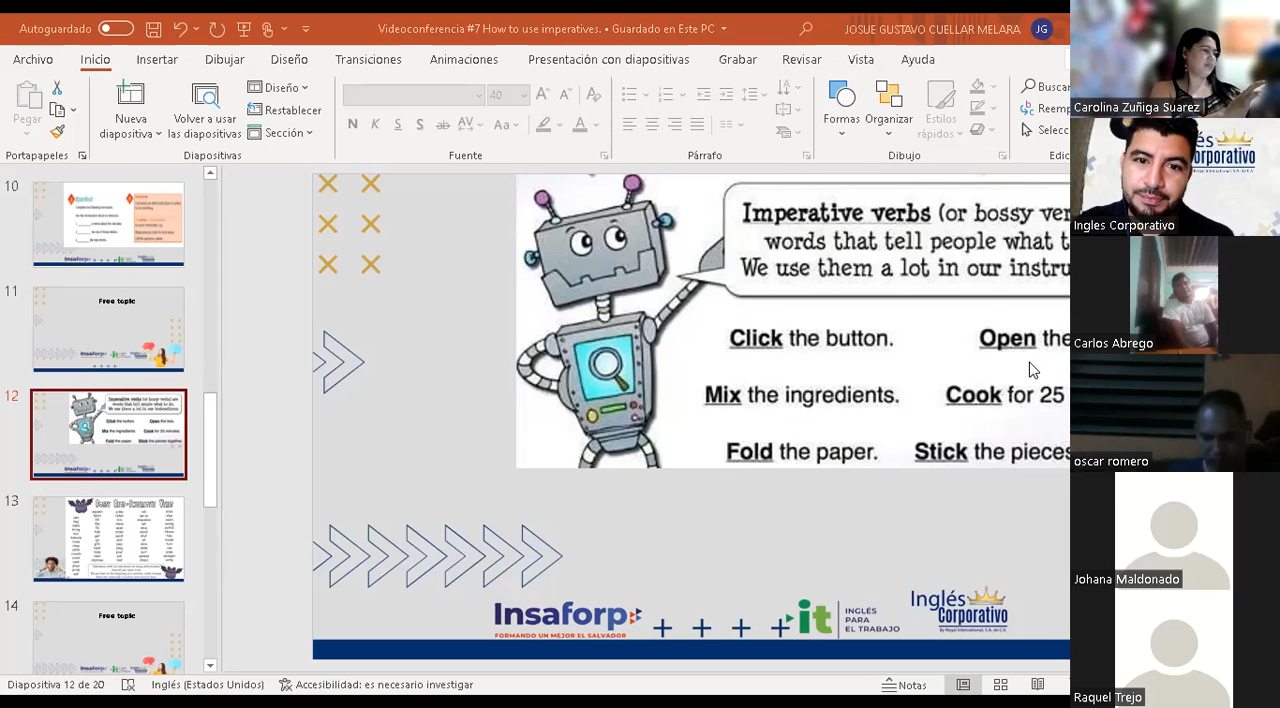 Autoguardado
Videoconferencia #7 How to use imperatives. • Guardado en Este PC
JOSUE GUSTAVO CUELLAR MELARA
JG
Archivo
Inicio
Insertar
Dibujar
Diseño
Transiciones
Animaciones
Presentación con diapositivas
Grabar
Revisar
Vista
Ayuda
Pegar
Nueva
diapositiva
Volver a usar
las diapositivas
Diseño
Restablecer
Sección
40
N K S S ab AV Aa
Formas
Organizar
Estilos
rápidos
Buscar
Reemp
Selecc
Portapapeles
Diapositivas
Fuente
Párrafo
Dibujo
Edic
10
11
Free topic
12
13
14
Free topic
Imperative verbs (or bossy ver
words that tell people what t
We use them a lot in our instru
Click the button.
Open the
Mix the ingredients.
Cook for 25
Fold the paper.
Stick the pieces
Insaforp
FORMANDO UN MEJOR EL SALVADOR
it
INGLÉS
PARA
EL TRABAJO
Inglés
Corporativo
Carolina Zuñiga Suarez
Ingles Corporativo
Carlos Abrego
oscar romero
Johana Maldonado
Raquel Trejo
Diapositiva 12 de 20
Inglés (Estados Unidos)
Accesibilidad: es necesario investigar
Notas